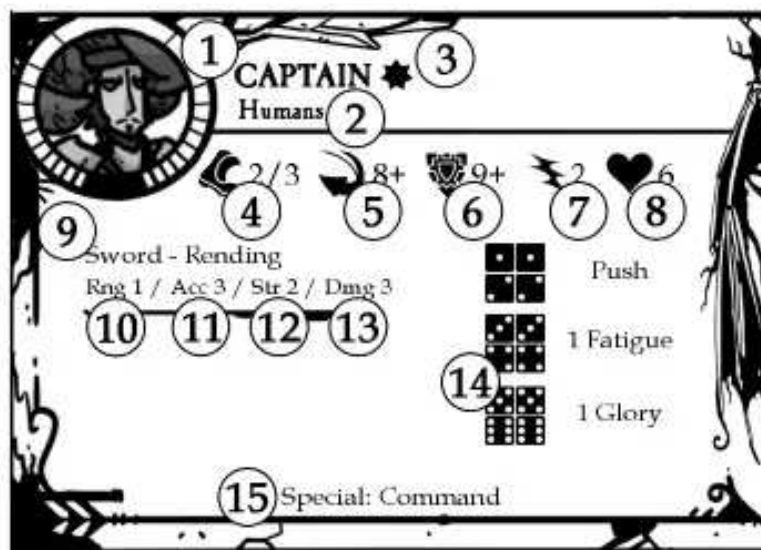 1
CAPTAIN 3
Humans 2
2/3 8+ 9+ 2 6
4 5 6 7 8
9
Sword - Rending
Rng 1 / Acc 3 / Str 2 / Dmg 3
10 11 12 13
Push
1 Fatigue
14
1 Glory
15 Special: Command